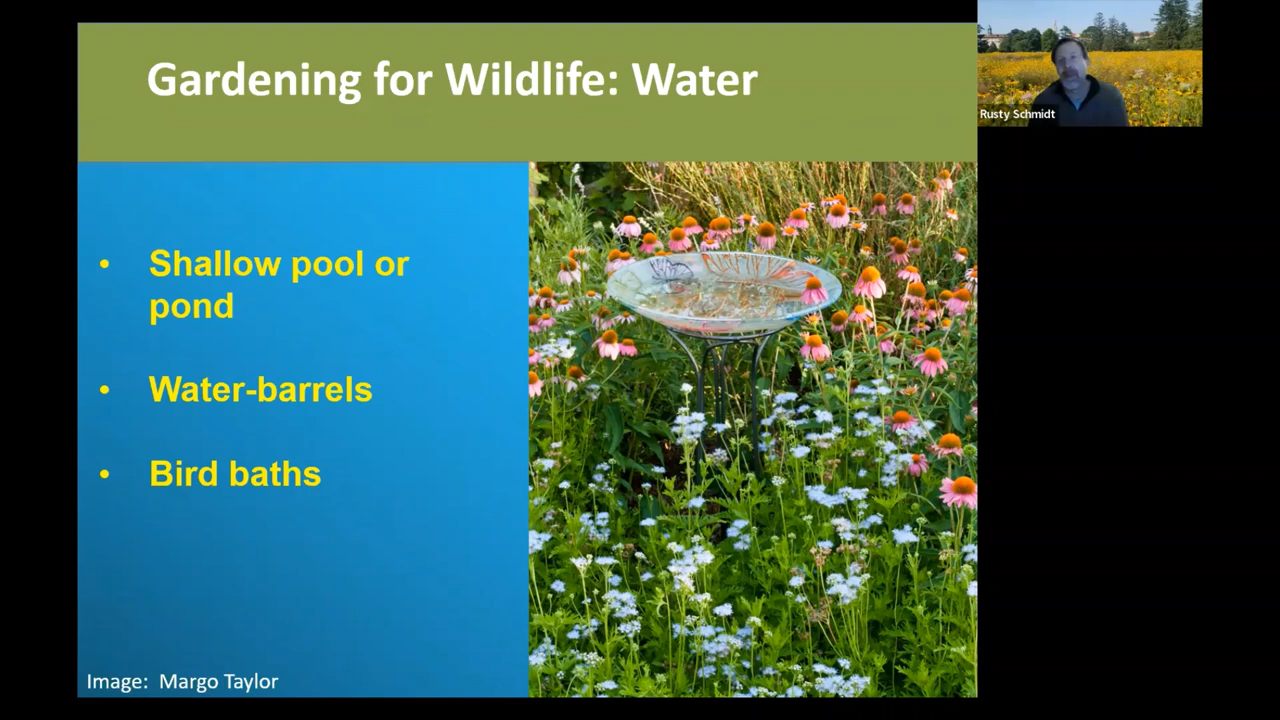 Gardening for Wildlife: Water
Rusty Schmidt
• Shallow pool or
pond
• Water-barrels
• Bird baths
Image: Margo Taylor